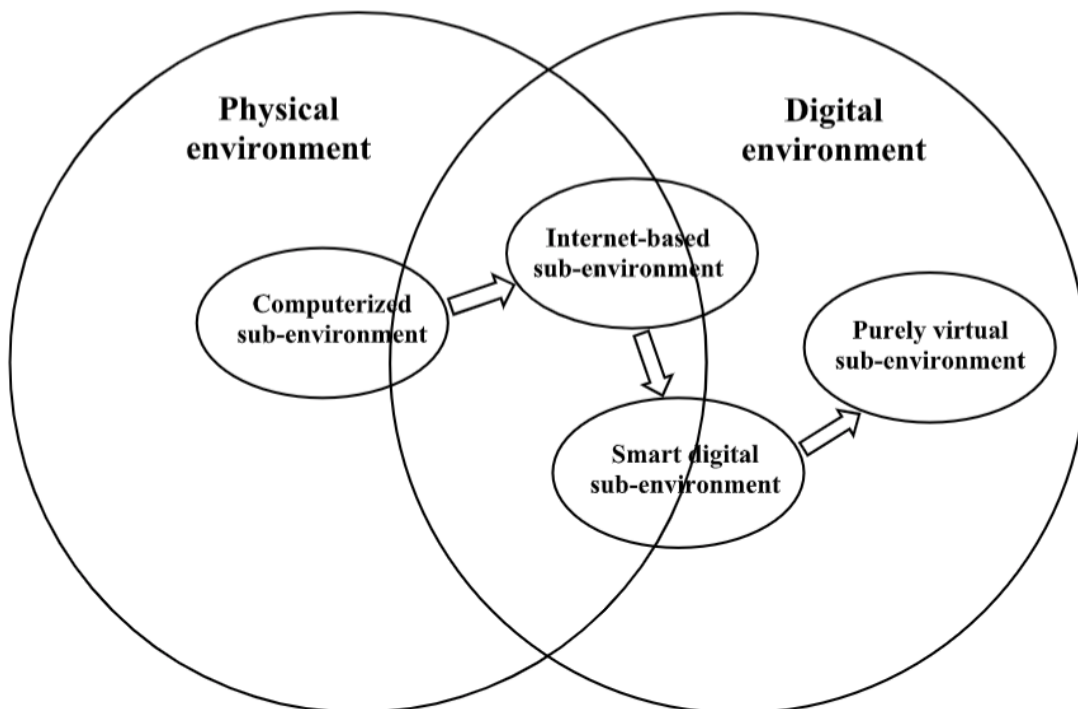 Physical
environment
Digital
environment
Internet-based
sub-environment
Computerized
sub-environment
Purely virtual
sub-environment
Smart digital
sub-environment